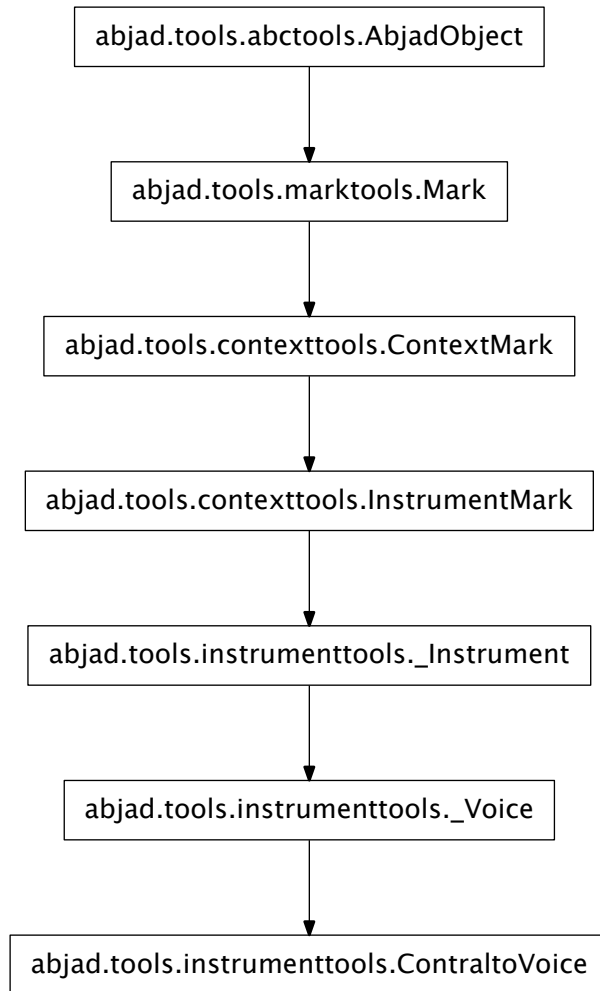 abjad.tools.abctools.AbjadObject
abjad.tools.marktools.Mark
abjad.tools.contexttools.ContextMark
abjad.tools.contexttools.InstrumentMark
abjad.tools.instrumenttools._Instrument
abjad.tools.instrumenttools._Voice
abjad.tools.instrumenttools.ContraltoVoice